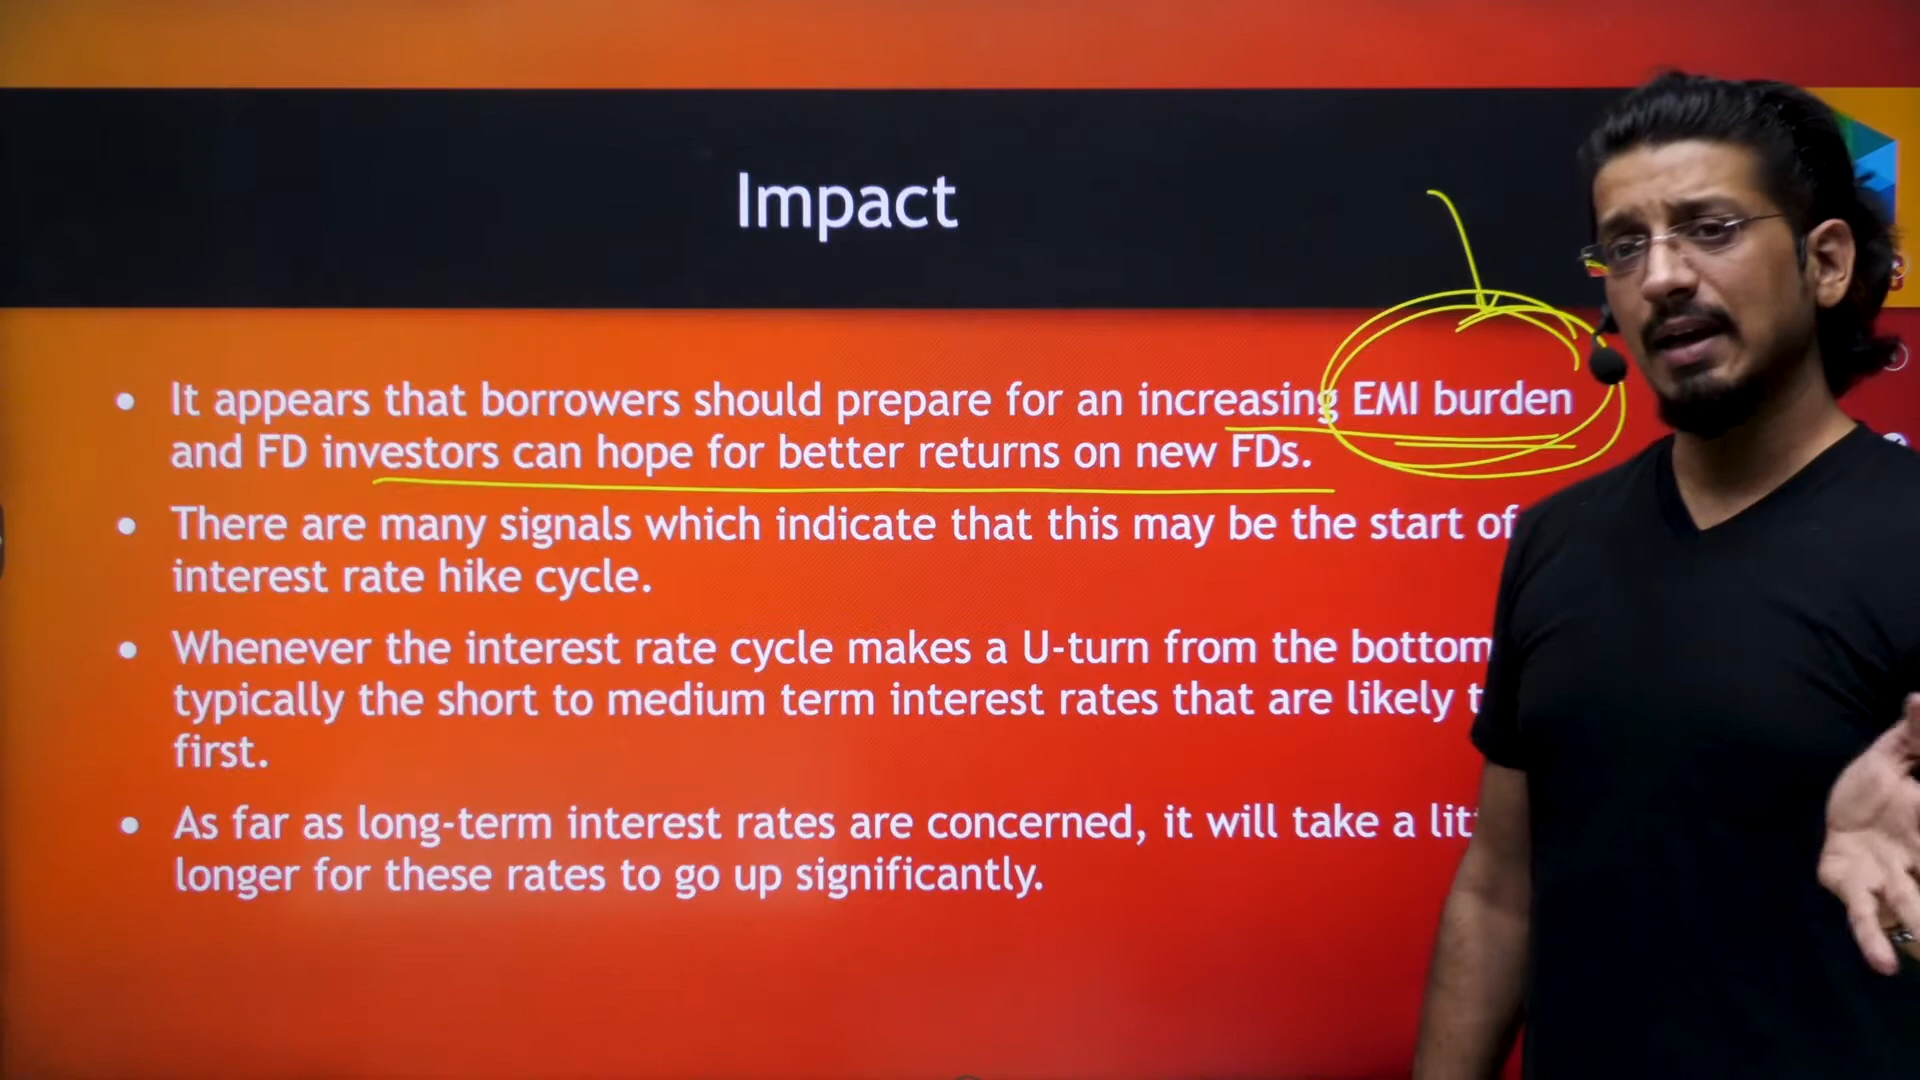 Impact
• It appears that borrowers should prepare for an increasing EMI burden
and FD investors can hope for better returns on new FDs.
• There are many signals which indicate that this may be the start of
interest rate hike cycle.
• Whenever the interest rate cycle makes a U-turn from the bottom
typically the short to medium term interest rates that are likely
first.
• As far as long-term interest rates are concerned, it will take a
longer for these rates to go up significantly.